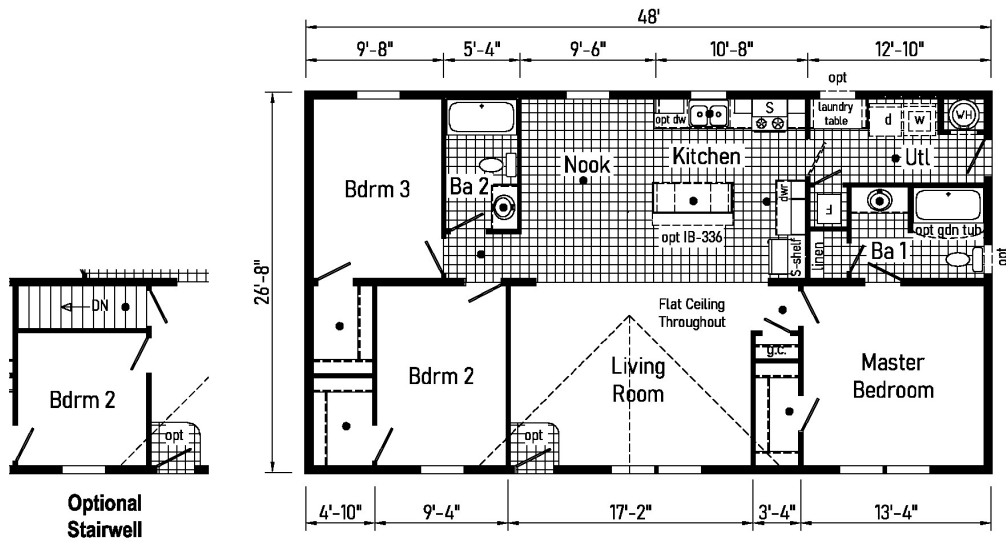 48'
9'-8" 5'-4" 9'-6" 10'-8" 12'-10"
opt
26'-8"
opt dw
S
laundry
table
d
w
WH
Bdrm 3
Ba 2
Nook
Kitchen
Utl
dwr
F
opt IB-336
S-shelf
linen
opt gdn tub
Ba 1
opt
Flat Ceiling
Throughout
g.c.
DN
Bdrm 2
opt
Bdrm 2
Living
Room
opt
Master
Bedroom
Optional
Stairwell
4'-10" 9'-4" 17'-2" 3'-4" 13'-4"